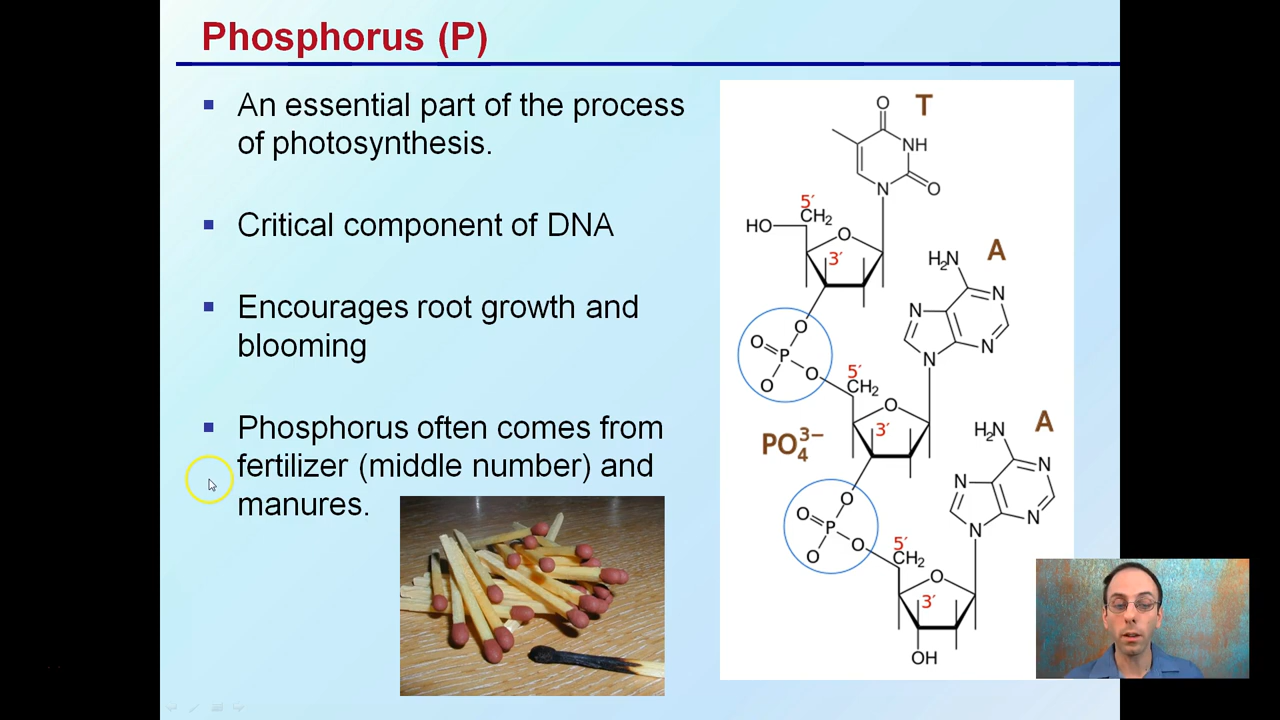 Phosphorus (P)
An essential part of the process
of photosynthesis.
Critical component of DNA
Encourages root growth and
blooming
Phosphorus often comes from
fertilizer (middle number) and
manures.
O
T
NH
N
O
5′
CH₂
HO
O
3′
H₂N
A
N
N
N
N
O
O
P
O
O
5′
CH₂
O
3′
PO₄³⁻
H₂N
A
N
N
N
N
O
O
P
O
O
5′
CH₂
O
3′
OH